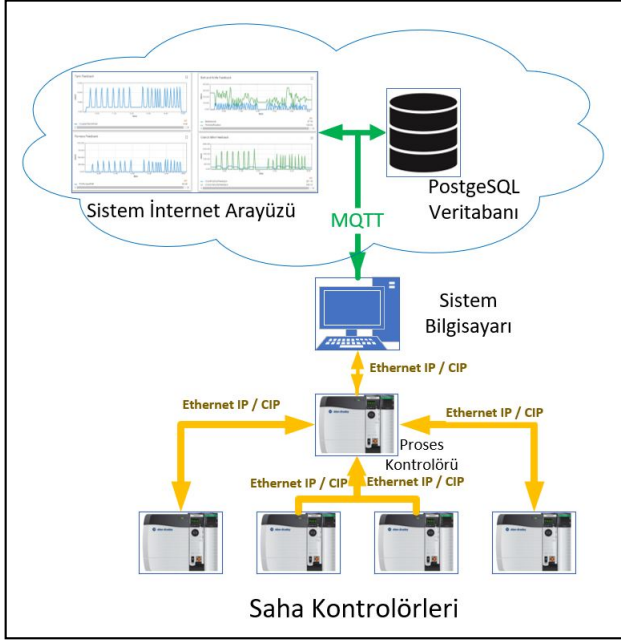 Sistem İnternet Arayüzü
PostgeSQL
Veritabanı
MQTT
Sistem
Bilgisayarı
Ethernet IP / CIP
Ethernet IP / CIP
Ethernet IP / CIP
Proses
Kontrolörü
Ethernet IP / CIP
Ethernet IP / CIP
Saha Kontrolörleri